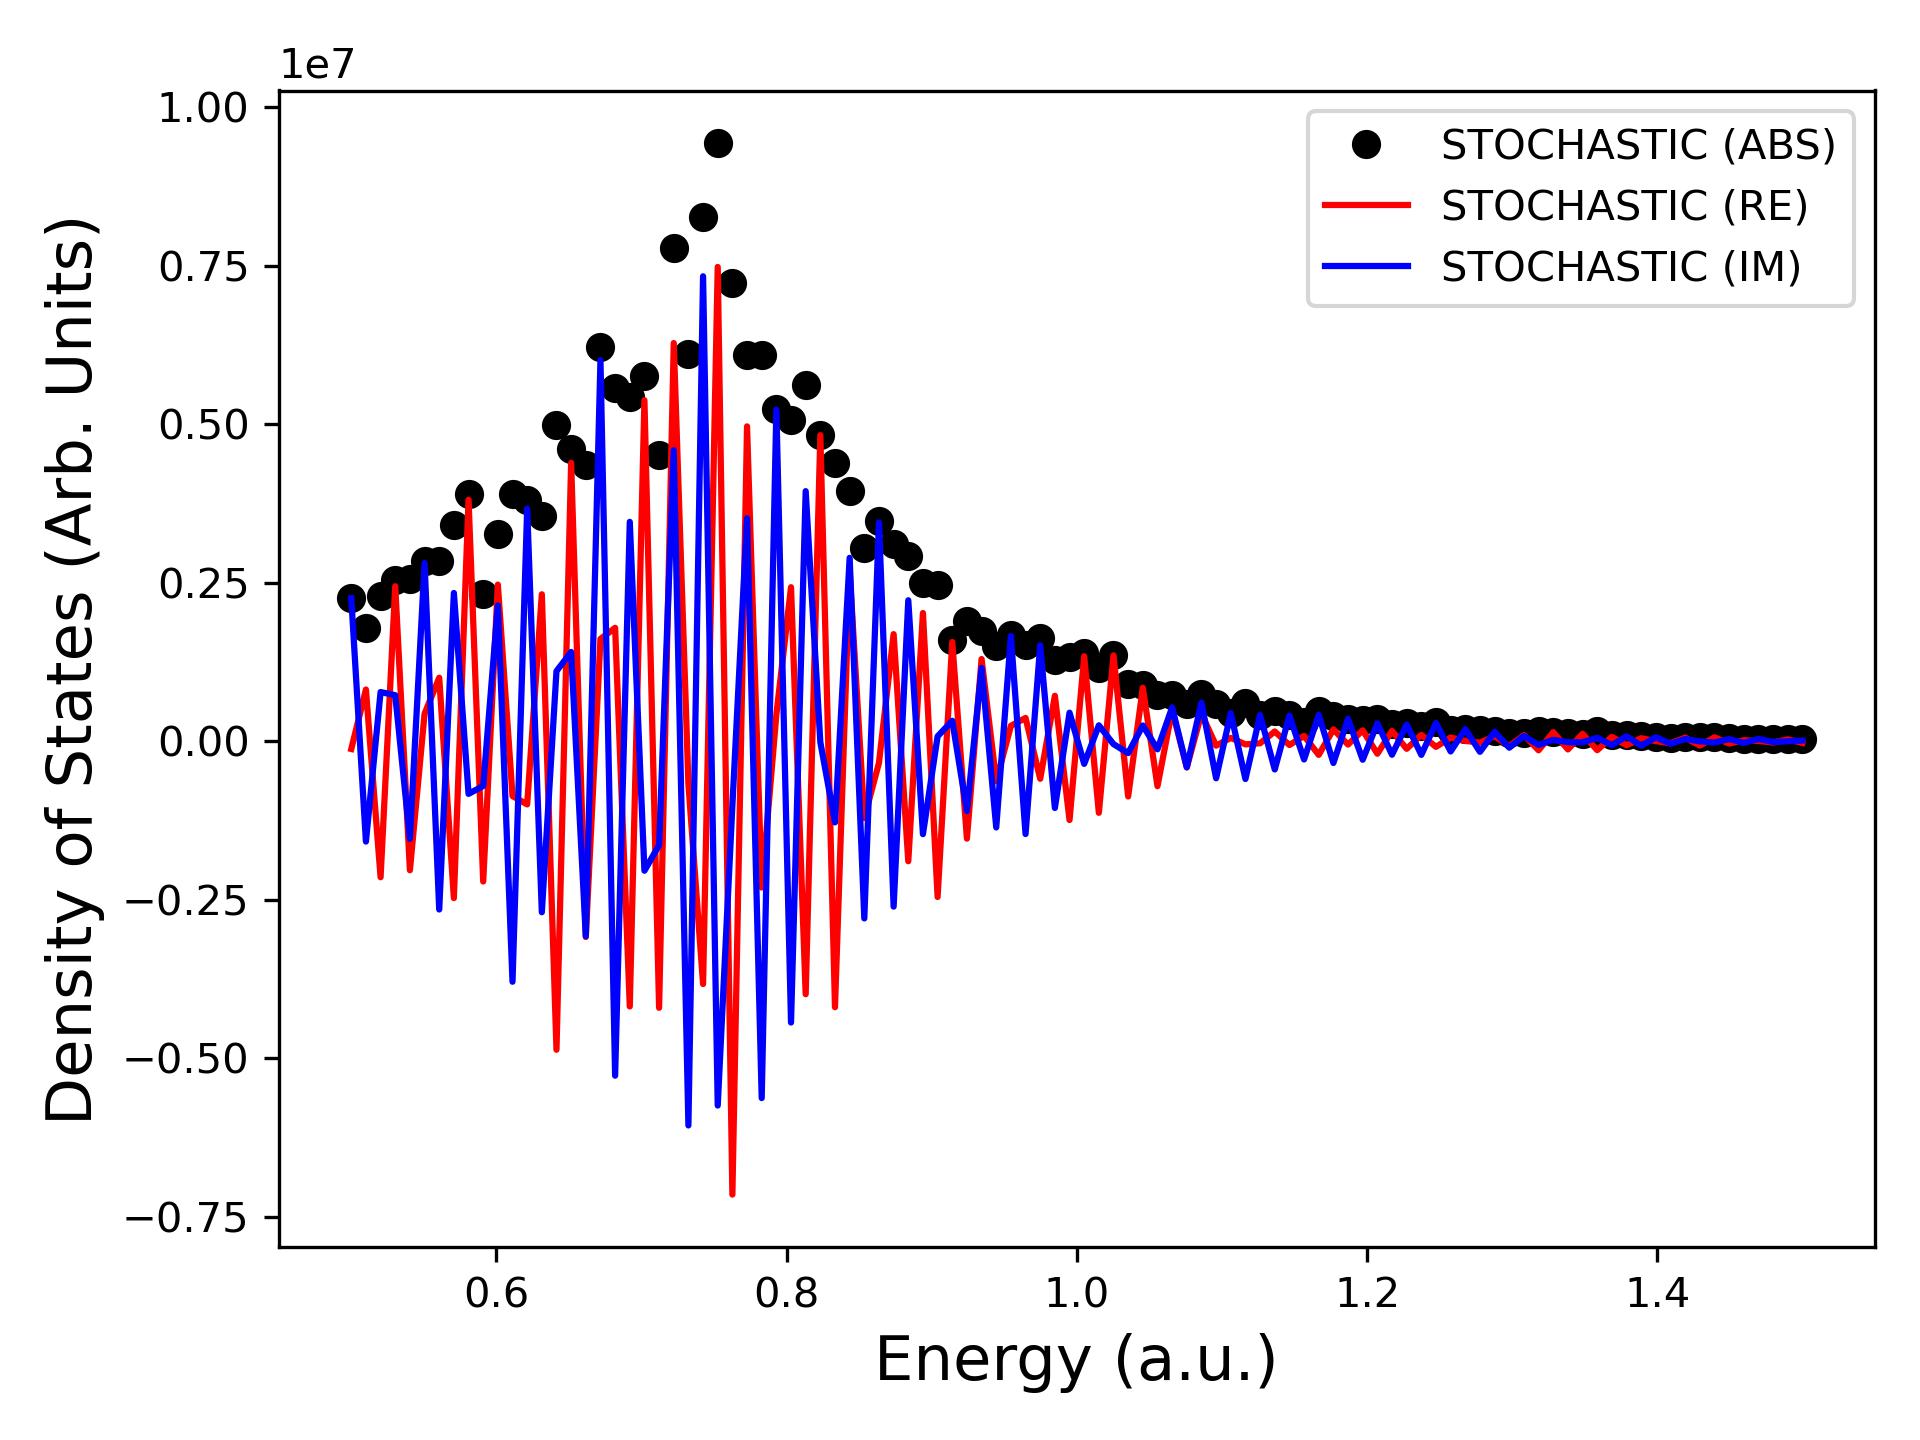 1e7
1.00
0.75
0.50
0.25
0.00
−0.25
−0.50
−0.75
Density of States (Arb. Units)
STOCHASTIC (ABS)
STOCHASTIC (RE)
STOCHASTIC (IM)
0.6 0.8 1.0 1.2 1.4
Energy (a.u.)